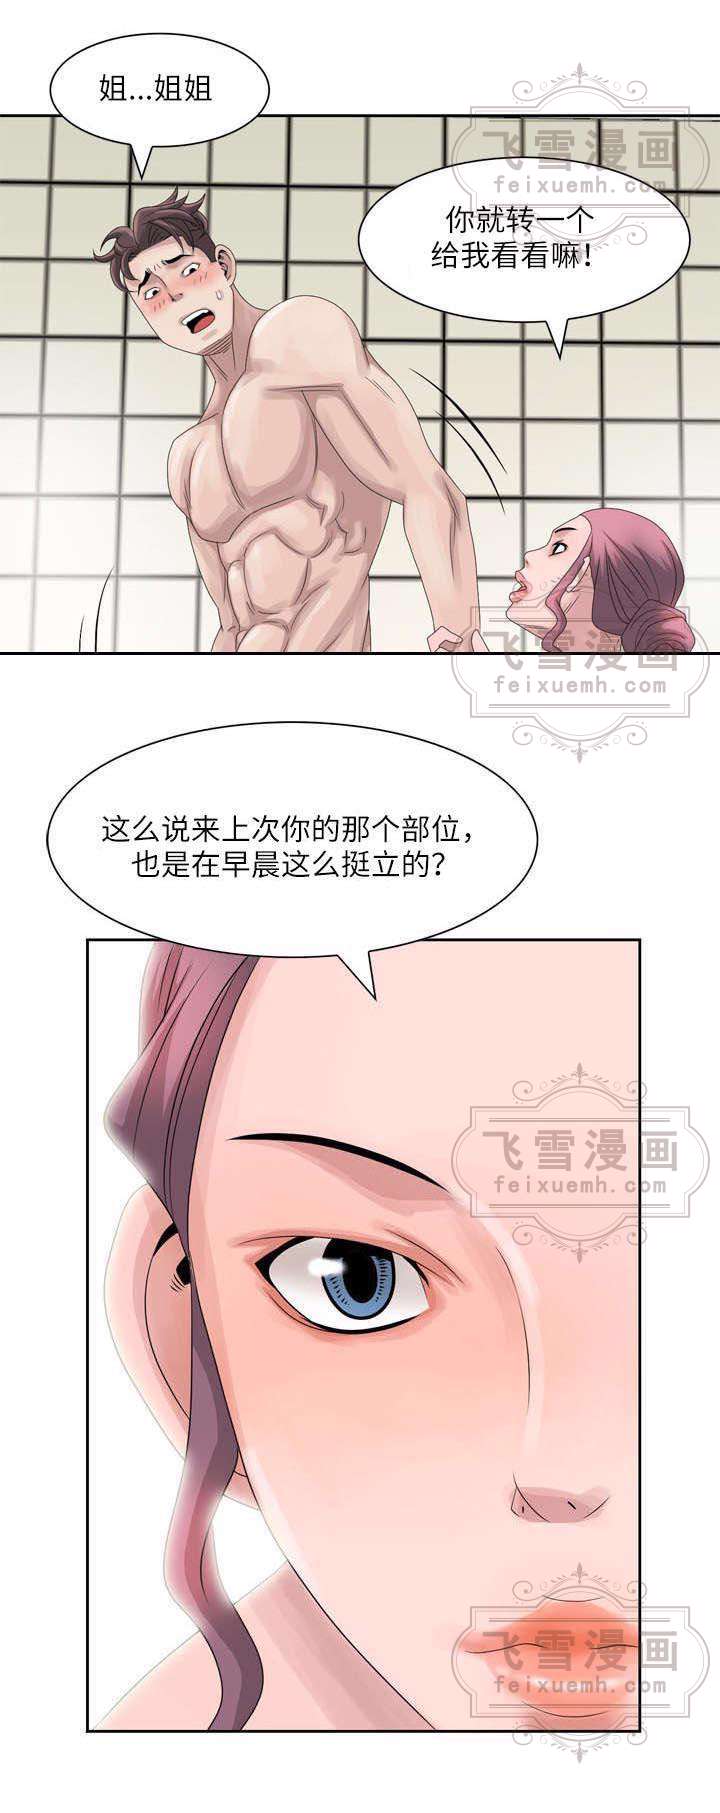 姐...姐姐
飞雪漫画
feixuemh.com
你就转一个
给我看看嘛!
飞雪漫画
feixuemh.com
这么说来上次你的那个部位,
也是在早晨这么挺立的?
飞雪漫画
feixuemh.com
飞雪漫画
feixuemh.com